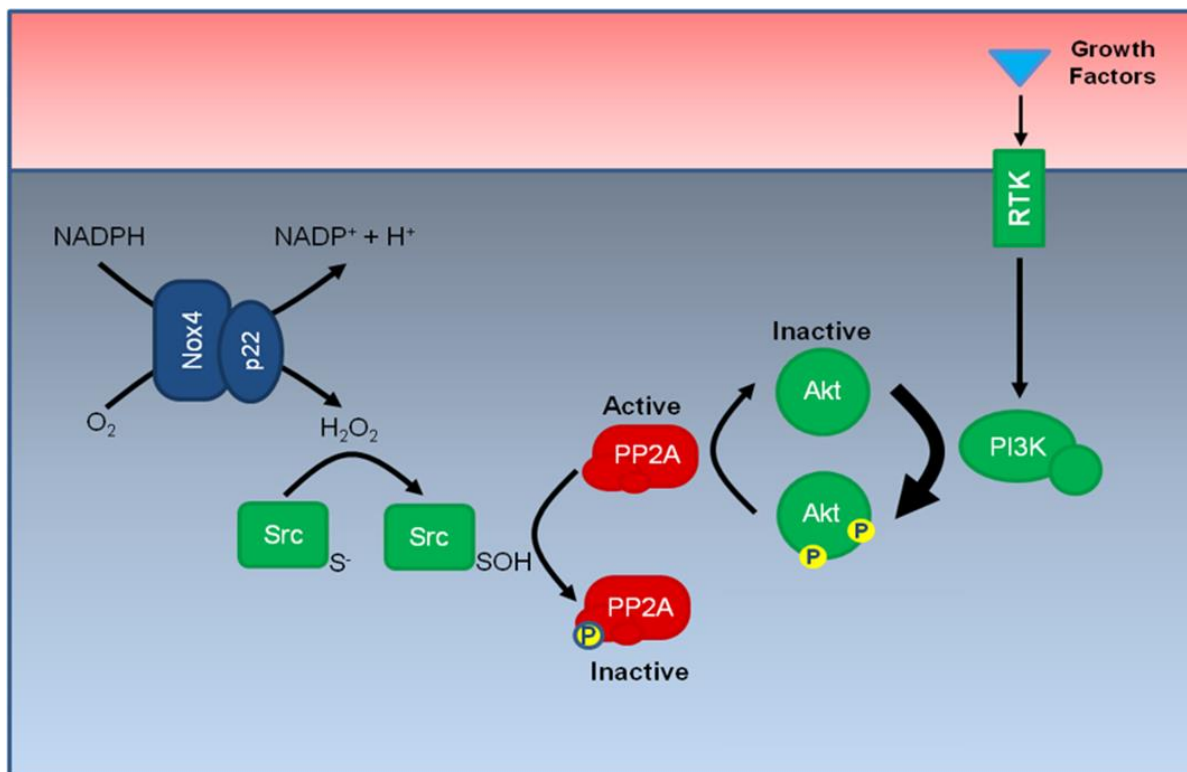 Growth
Factors
RTK
NADPH
NADP⁺ + H⁺
Nox4
p22
O₂
H₂O₂
Inactive
Akt
Active
PP2A
PI3K
Akt
P
P
Src
S⁻
Src
SOH
PP2A
P
Inactive